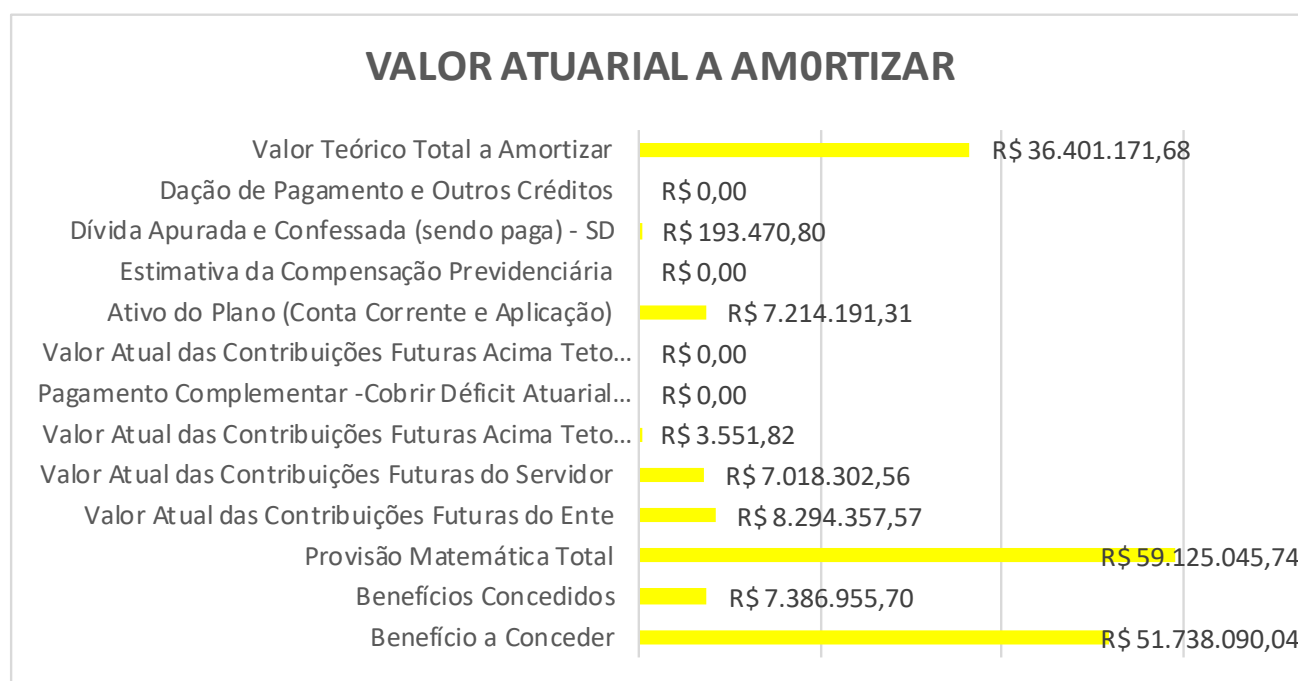 VALOR ATUARIAL A AM0RTIZAR
Valor Teórico Total a Amortizar R$ 36.401.171,68
Dação de Pagamento e Outros Créditos R$ 0,00
Dívida Apurada e Confessada (sendo paga) - SD R$ 193.470,80
Estimativa da Compensação Previdenciária R$ 0,00
Ativo do Plano (Conta Corrente e Aplicação) R$ 7.214.191,31
Valor Atual das Contribuições Futuras Acima Teto... R$ 0,00
Pagamento Complementar -Cobrir Déficit Atuarial... R$ 0,00
Valor Atual das Contribuições Futuras Acima Teto... R$ 3.551,82
Valor Atual das Contribuições Futuras do Servidor R$ 7.018.302,56
Valor Atual das Contribuições Futuras do Ente R$ 8.294.357,57
Provisão Matemática Total R$ 59.125.045,74
Benefícios Concedidos R$ 7.386.955,70
Benefício a Conceder R$ 51.738.090,04